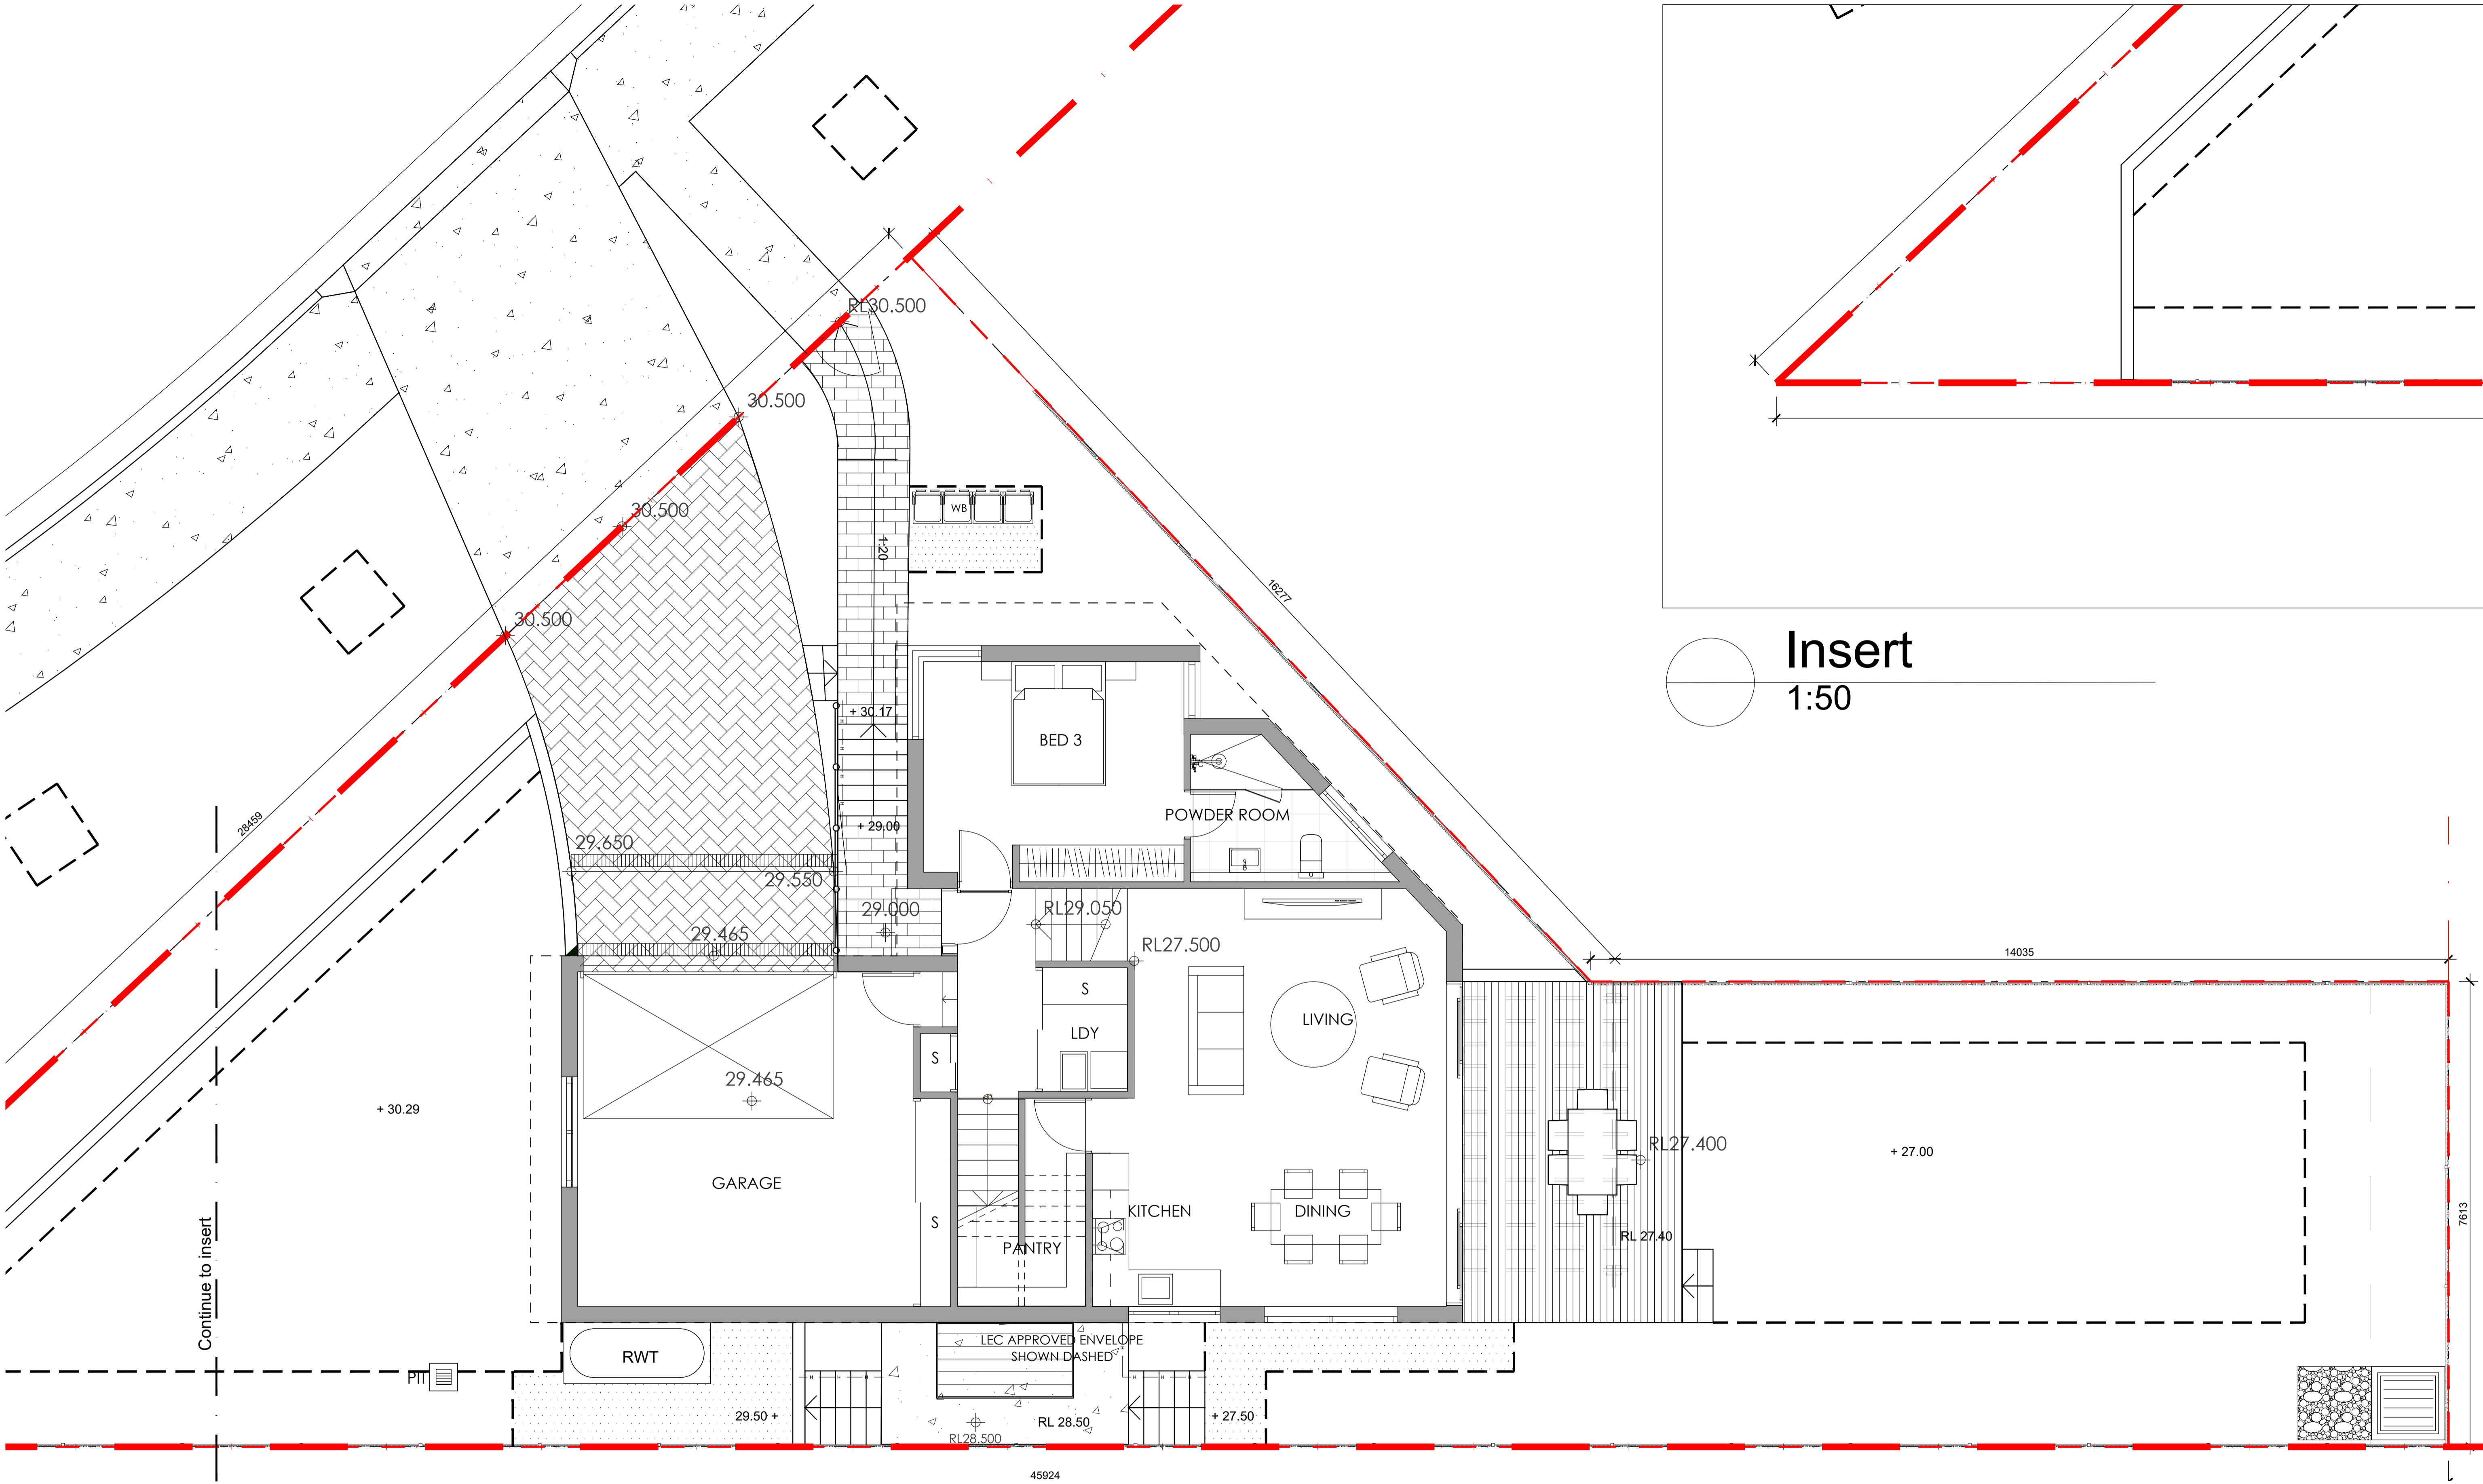 RL30.500
30.500
30.500
WB
1:20
16277
30.500
Insert
1:50
+ 30.17
BED 3
POWDER ROOM
28459
+ 29.00
29.650
29.550
29.000
RL29.050
29.465
RL27.500
14035
S
LDY
LIVING
S
29.465
+ 30.29
RL27.400
+ 27.00
GARAGE
KITCHEN
DINING
S
7613
RL 27.40
PANTRY
Continue to insert
LEC APPROVED ENVELOPE
SHOWN DASHED
RWT
PIT
29.50 +
RL 28.50
+ 27.50
RL28.500
45924